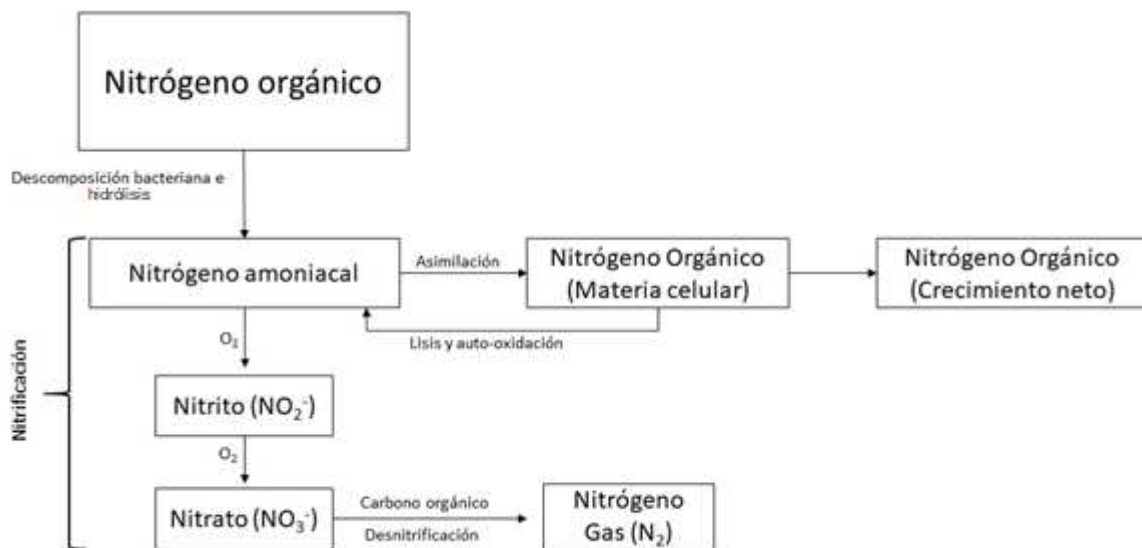 Nitrógeno orgánico
Descomposición bacteriana e
hidrólisis
Nitrógeno amoniacal
Asimilación
Nitrógeno Orgánico
(Materia celular)
Nitrógeno Orgánico
(Crecimiento neto)
Lisis y auto-oxidación
O₂
Nitrito (NO₂⁻)
O₂
Nitrato (NO₃⁻)
Carbono orgánico
Desnitrificación
Nitrógeno
Gas (N₂)
Nitrificación